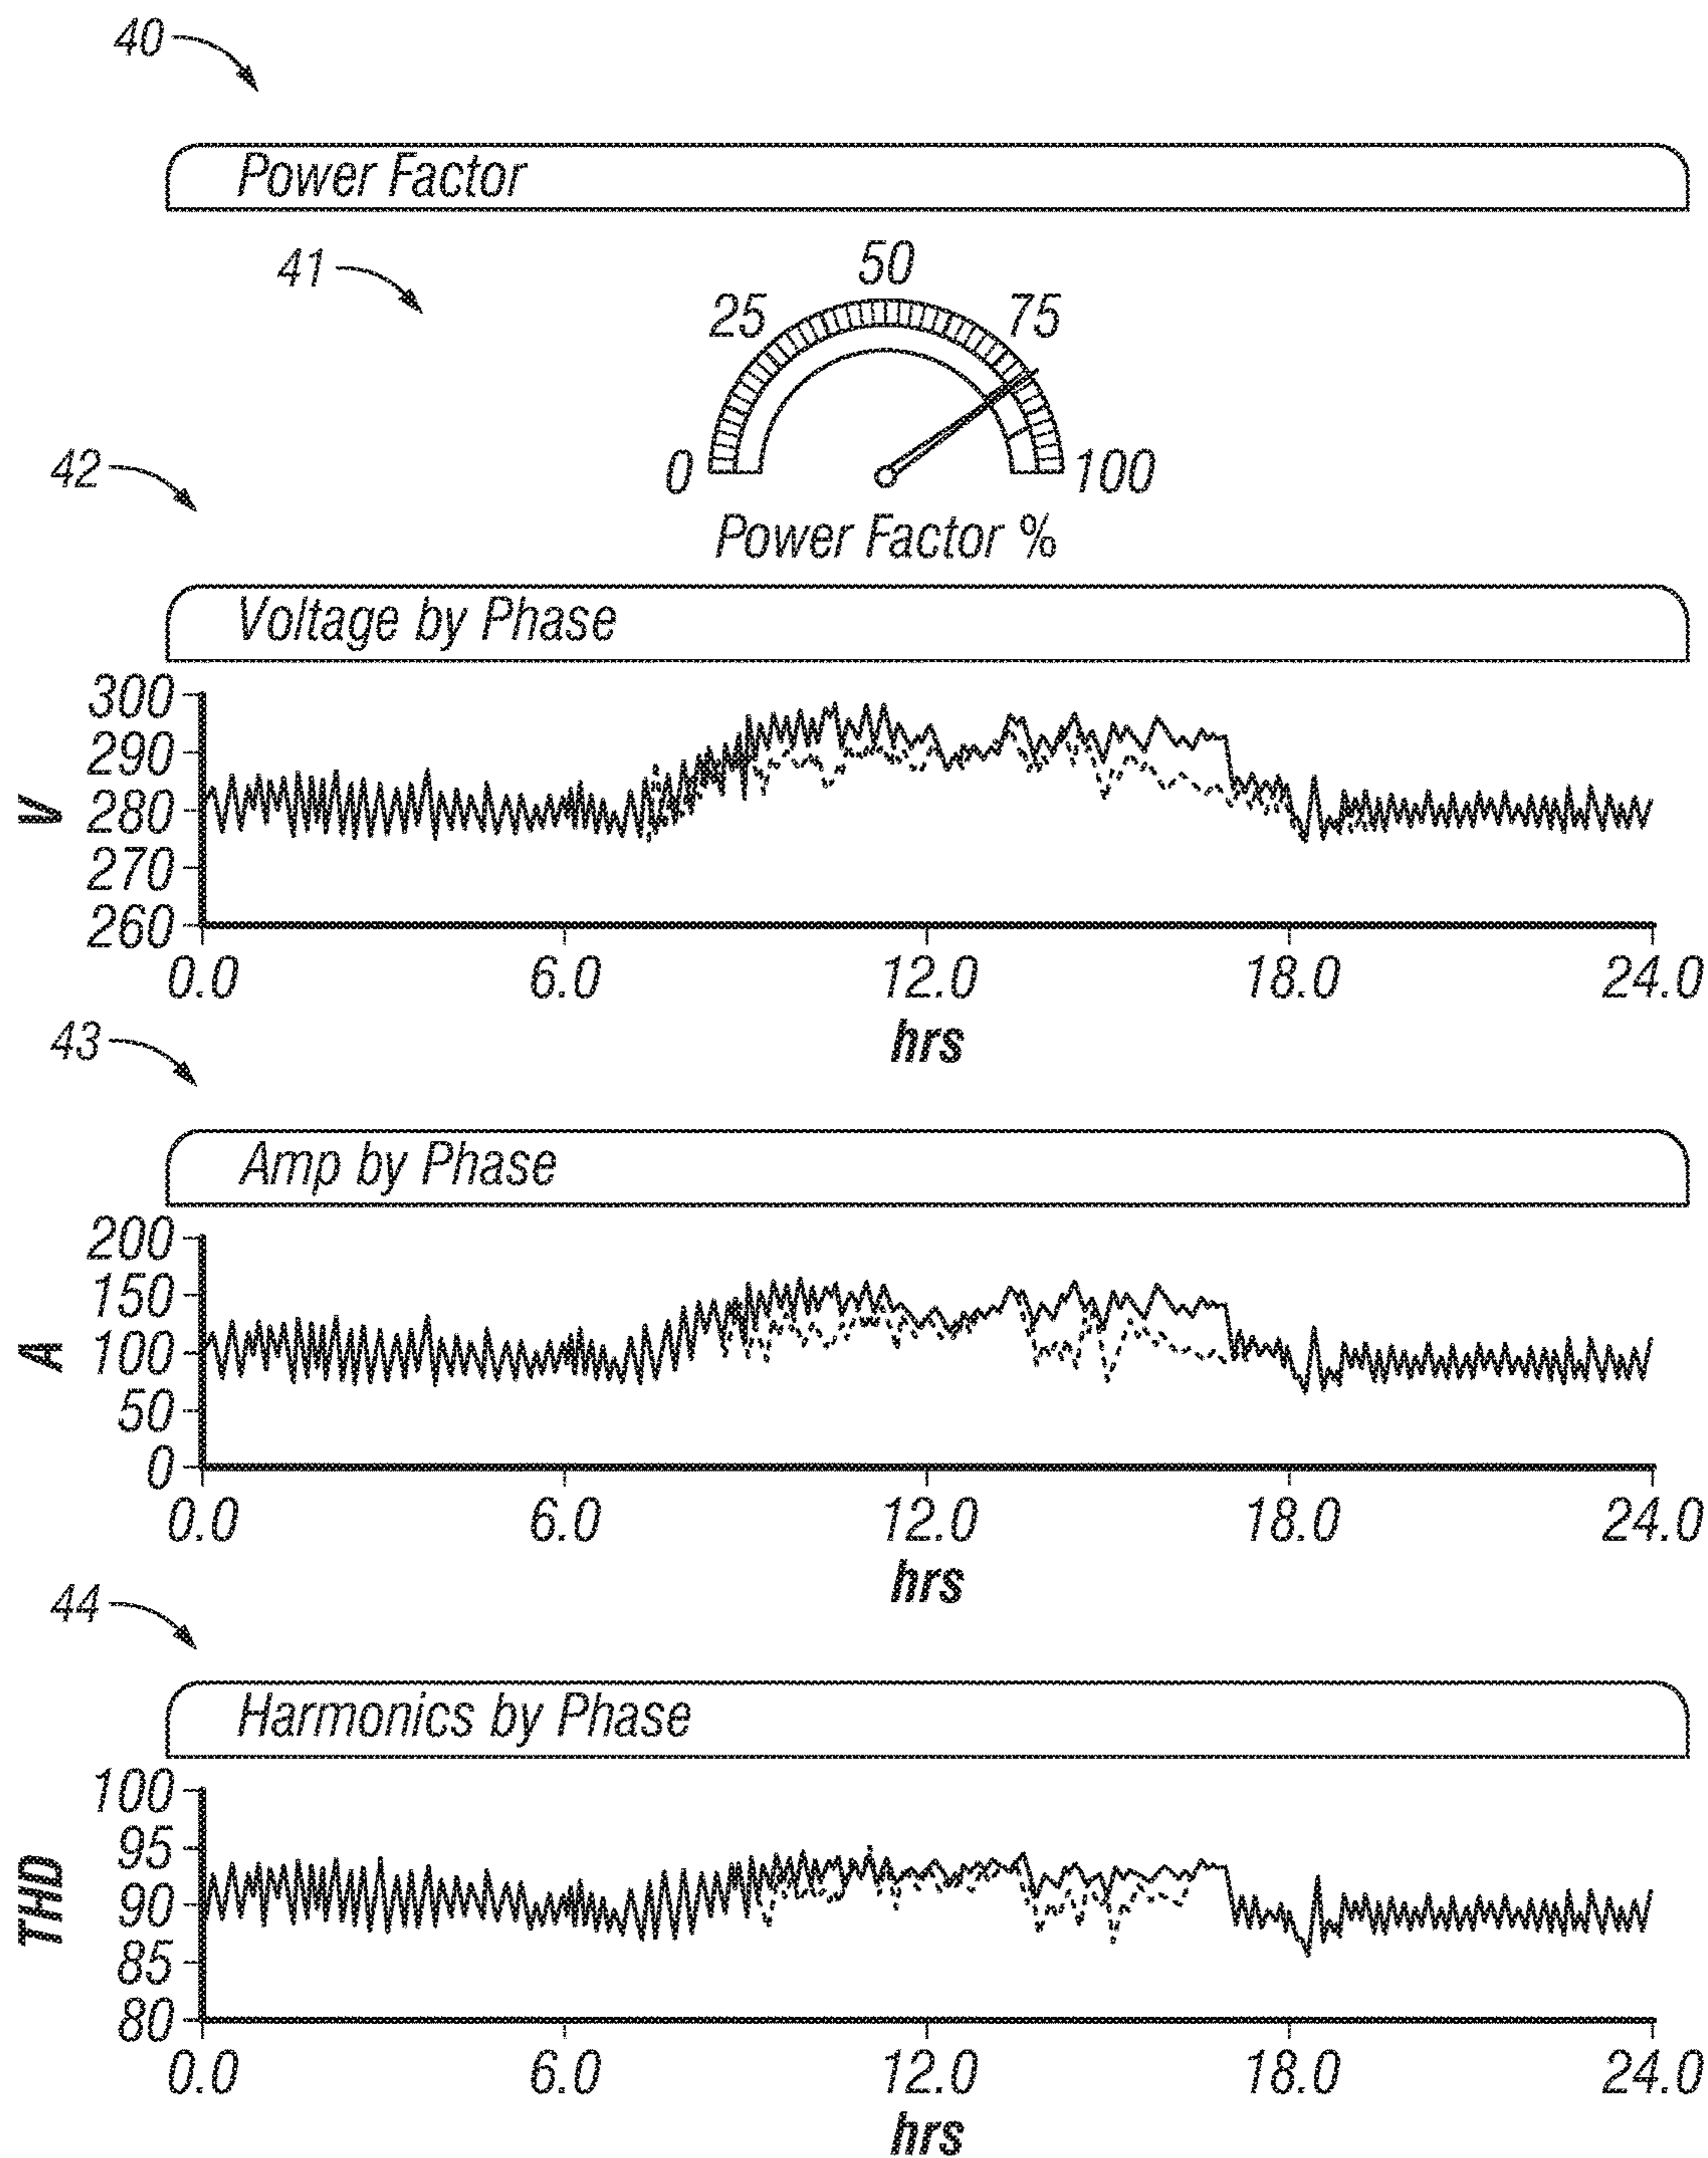 40
Power Factor
41
50
25 75
0 100
Power Factor %
42
Voltage by Phase
300
290
280
270
260
V
0.0 6.0 12.0 18.0 24.0
hrs
43
Amp by Phase
200
150
100
50
0
A
0.0 6.0 12.0 18.0 24.0
hrs
44
Harmonics by Phase
100
95
90
85
80
THD
0.0 6.0 12.0 18.0 24.0
hrs